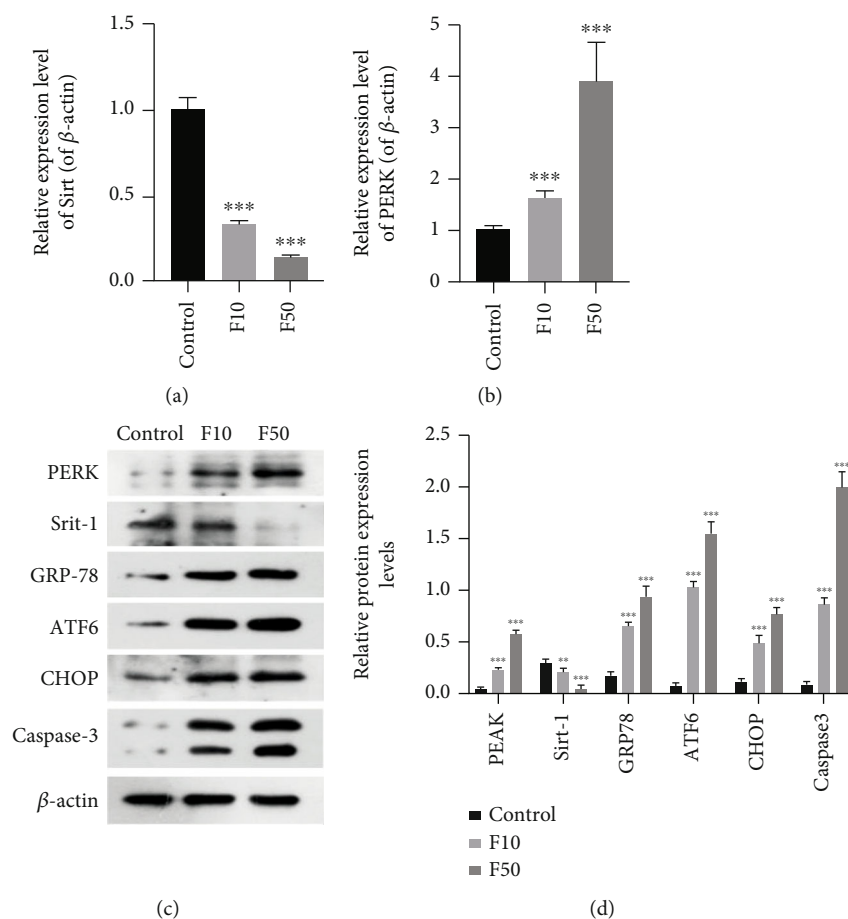 Relative expression level
of Sirt (of β-actin)
1.5
1.0
0.5
0.0
***
***
Control
F10
F50
(a)
Relative expression level
of PERK (of β-actin)
5
4
3
2
1
0
***
***
Control
F10
F50
(b)
Control F10 F50
PERK
Srit-1
GRP-78
ATF6
CHOP
Caspase-3
β-actin
(c)
Relative protein expression
levels
2.5
2.0
1.5
1.0
0.5
0.0
*** *** ** *** *** *** *** *** *** *** *** ***
PEAK
Sirt-1
GRP78
ATF6
CHOP
Caspase3
Control
F10
F50
(d)